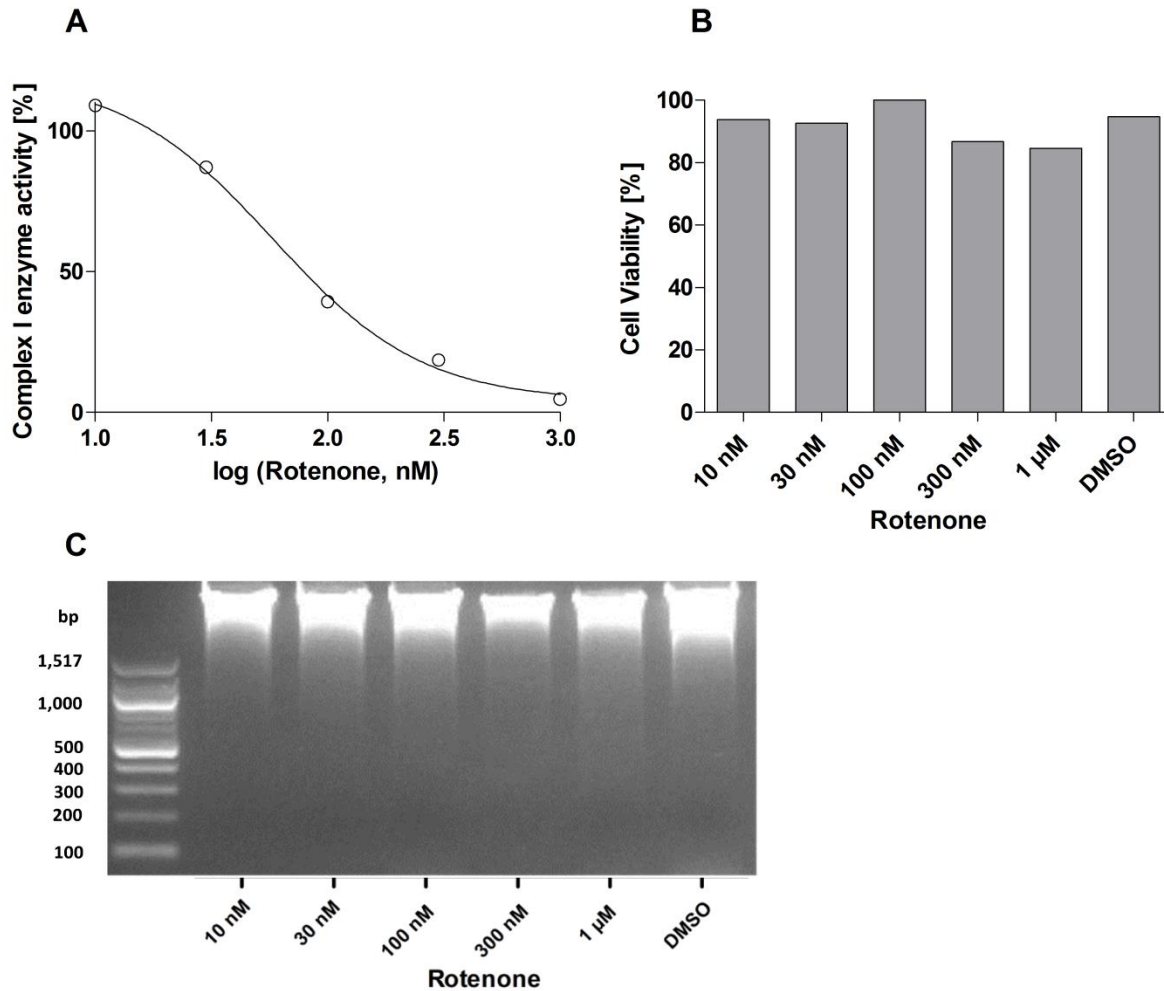 A
Complex I enzyme activity [%]
100
50
0
1.0 1.5 2.0 2.5 3.0
log (Rotenone, nM)
B
Cell Viability [%]
100
80
60
40
20
0
10 nM 30 nM 100 nM 300 nM 1 µM DMSO
Rotenone
C
bp
1,517
1,000
500
400
300
200
100
10 nM 30 nM 100 nM 300 nM 1 µM DMSO
Rotenone